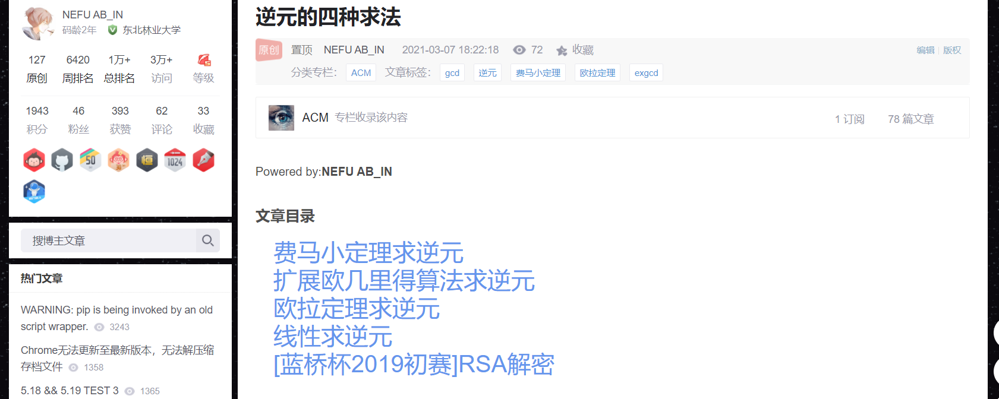 NEFU AB_IN
码龄2年 东北林业大学
127 6420 1万+ 3万+
原创 周排名 总排名 访问 等级
1943 46 393 62 33
积分 粉丝 获赞 评论 收藏
50
30
恒
1024
搜博主文章
热门文章
WARNING: pip is being invoked by an old
script wrapper. 3243
Chrome无法更新至最新版本，无法解压缩
存档文件 1358
5.18 && 5.19 TEST 3 1365
逆元的四种求法
原创 置顶 NEFU AB_IN 2021-03-07 18:22:18 72 收藏 编辑 版权
分类专栏： ACM 文章标签： gcd 逆元 费马小定理 欧拉定理 exgcd
ACM 专栏收录该内容 1 订阅 78 篇文章
Powered by:NEFU AB_IN
文章目录
费马小定理求逆元
扩展欧几里得算法求逆元
欧拉定理求逆元
线性求逆元
[蓝桥杯2019初赛]RSA解密